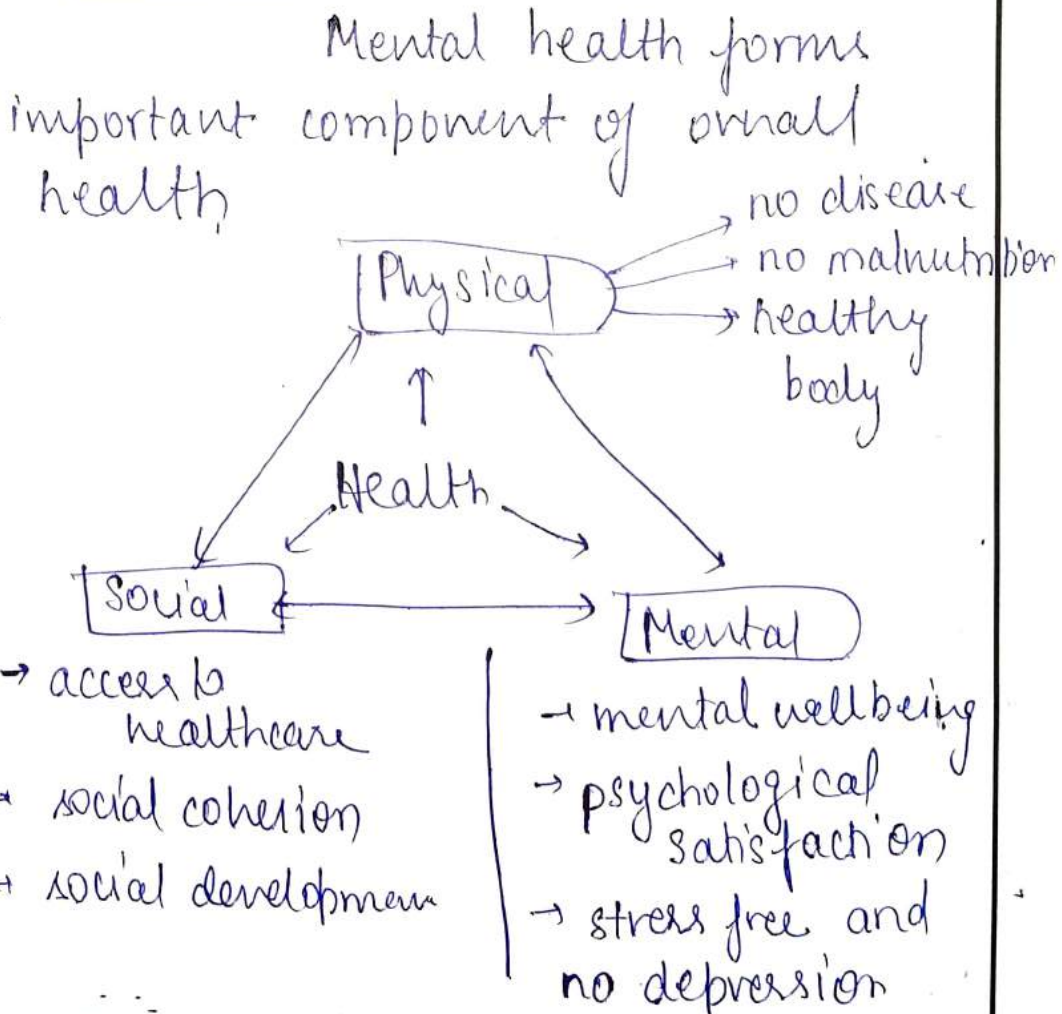 Mental health forms
important component of overall
health
no disease
Physical
no malnutrition
healthy
body
Health
Social
Mental
→ access to
healthcare
→ social cohesion
→ social development
→ mental wellbeing
→ psychological
satisfaction
→ stress free and
no depression